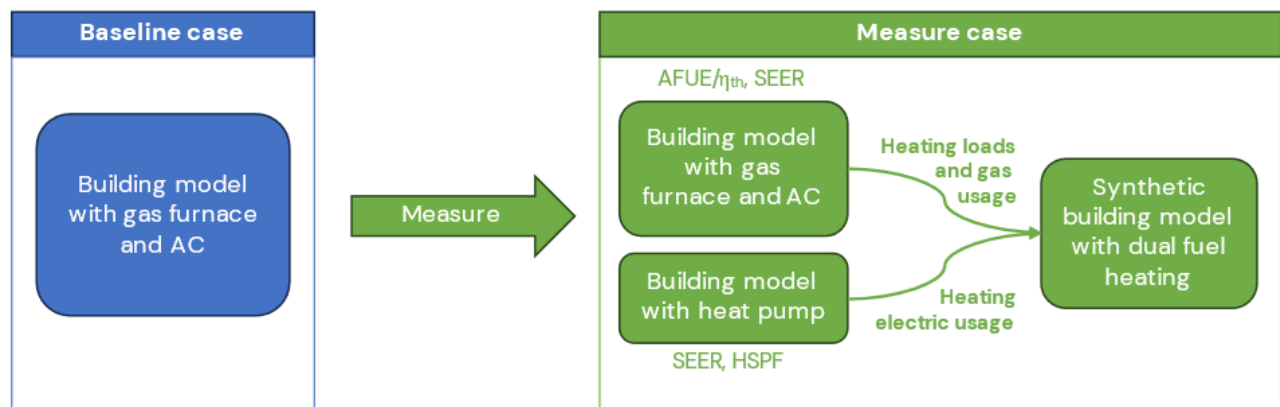 Baseline case
Building model
with gas furnace
and AC
Measure
Measure case
AFUE/ηth, SEER
Building model
with gas
furnace and AC
Building model
with heat pump
SEER, HSPF
Heating loads
and gas
usage
Heating
electric usage
Synthetic
building model
with dual fuel
heating